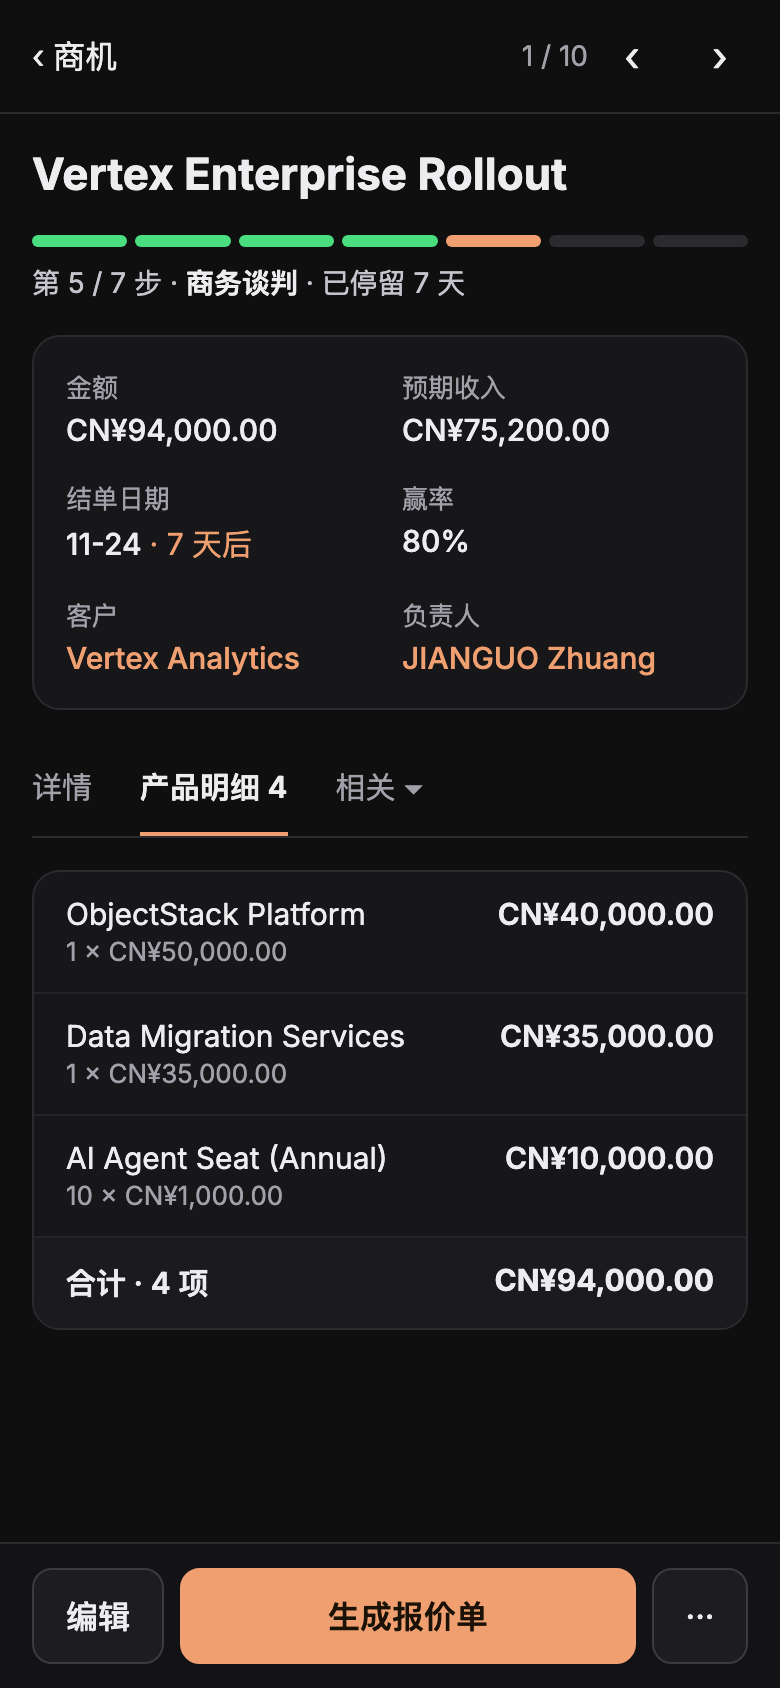 ‹ 商机 1 / 10 ‹ ›
Vertex Enterprise Rollout
第 5 / 7 步 · 商务谈判 · 已停留 7 天
金额 预期收入
CN¥94,000.00 CN¥75,200.00
结单日期 赢率
11-24 · 7 天后 80%
客户 负责人
Vertex Analytics JIANGUO Zhuang
详情 产品明细 4 相关
ObjectStack Platform CN¥40,000.00
1 × CN¥50,000.00
Data Migration Services CN¥35,000.00
1 × CN¥35,000.00
AI Agent Seat (Annual) CN¥10,000.00
10 × CN¥1,000.00
合计 · 4 项 CN¥94,000.00
编辑 生成报价单 ···